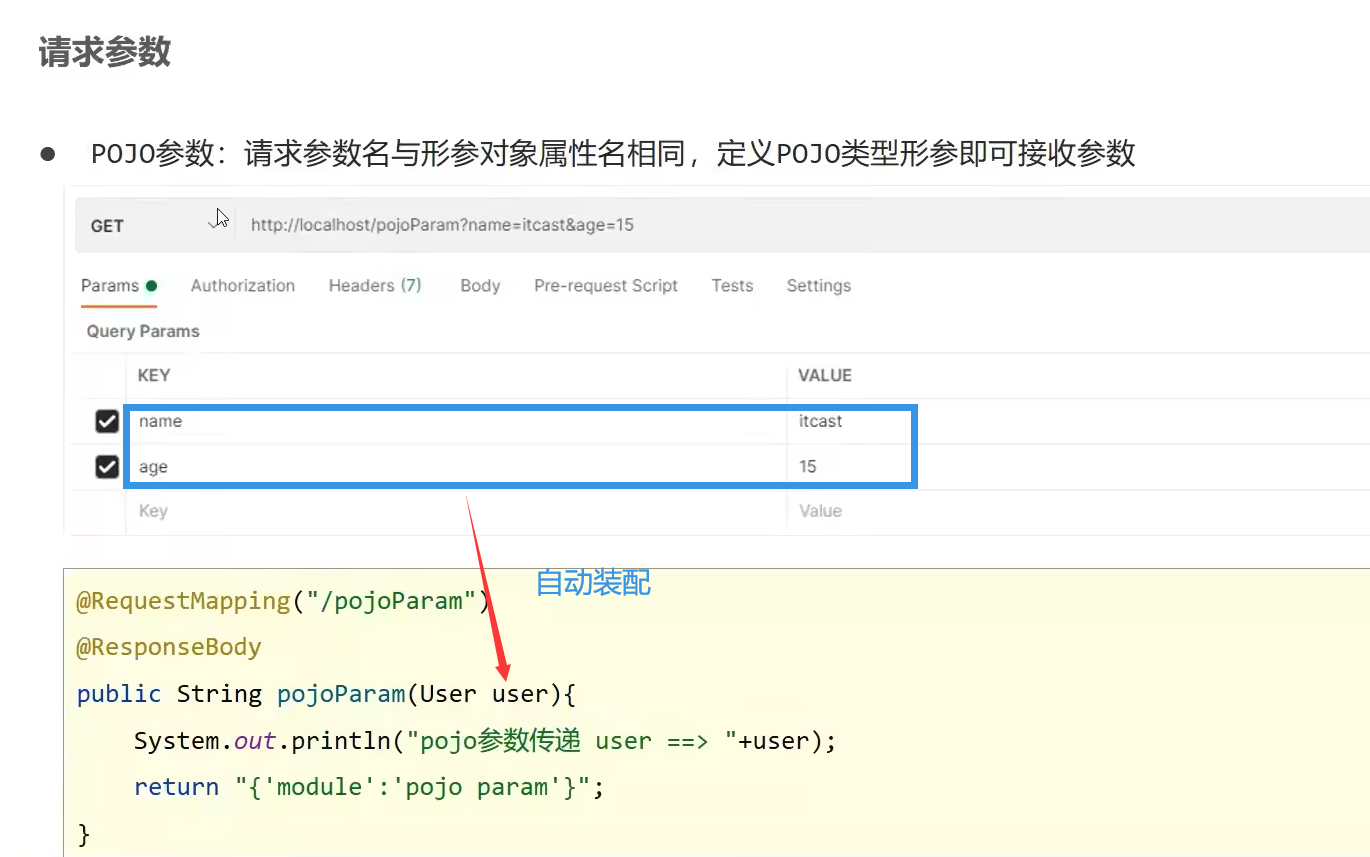 请求参数
● POJO参数：请求参数名与形参对象属性名相同，定义POJO类型形参即可接收参数
GET http://localhost/pojoParam?name=itcast&age=15
Params Authorization Headers (7) Body Pre-request Script Tests Settings
Query Params
KEY VALUE
name itcast
age 15
Key Value
自动装配
@RequestMapping("/pojoParam")
@ResponseBody
public String pojoParam(User user){
System.out.println("pojo参数传递 user ==> "+user);
return "{'module':'pojo param'}";
}